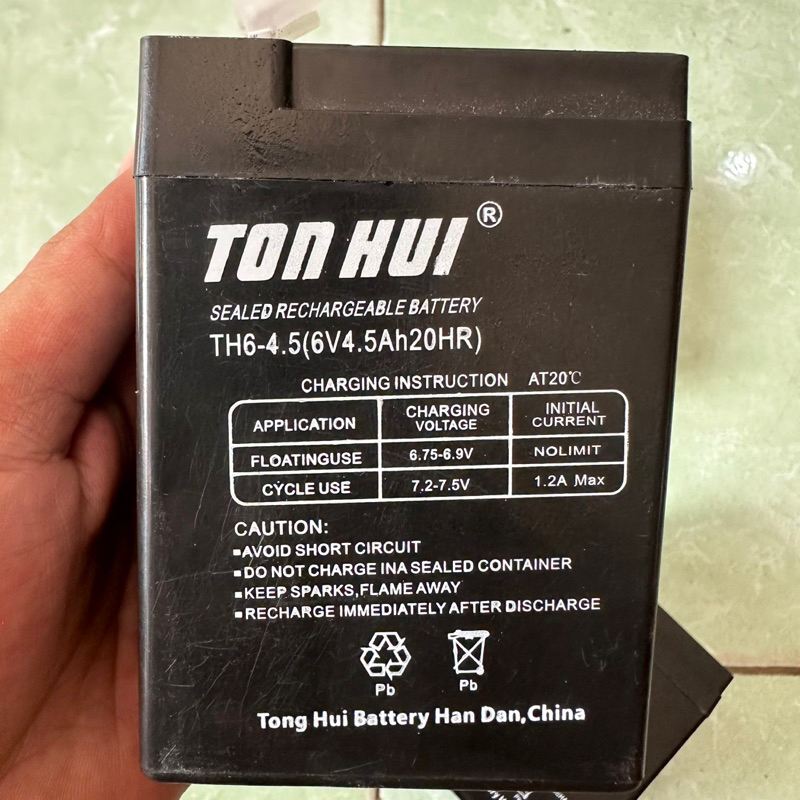 TON HUI ®
SEALED RECHARGEABLE BATTERY
TH6-4.5(6V4.5Ah20HR)
CHARGING INSTRUCTION AT20℃
APPLICATION CHARGING VOLTAGE INITIAL CURRENT
FLOATINGUSE 6.75-6.9V NOLIMIT
CYCLE USE 7.2-7.5V 1.2A Max
CAUTION:
▪AVOID SHORT CIRCUIT
▪DO NOT CHARGE INA SEALED CONTAINER
▪KEEP SPARKS,FLAME AWAY
▪RECHARGE IMMEDIATELY AFTER DISCHARGE
Pb Pb
Tong Hui Battery Han Dan,China